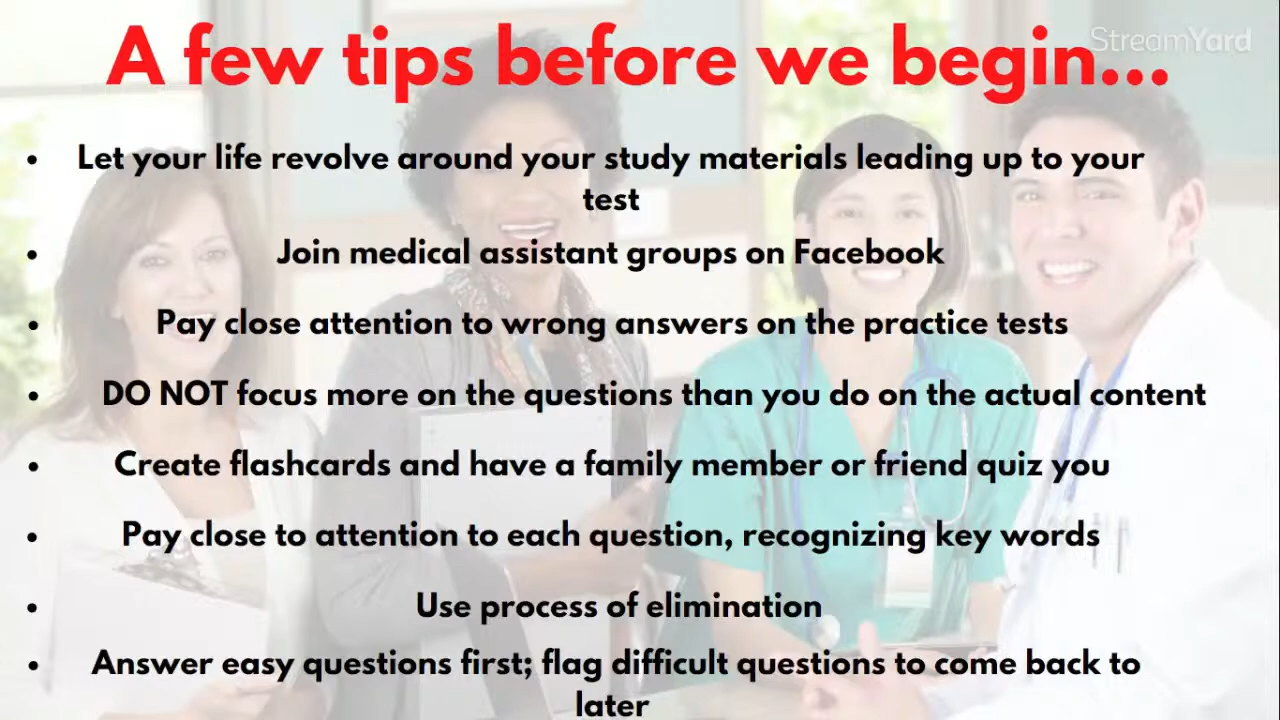 A few tips before we begin...
StreamYard
• Let your life revolve around your study materials leading up to your
test
• Join medical assistant groups on Facebook
• Pay close attention to wrong answers on the practice tests
• DO NOT focus more on the questions than you do on the actual content
• Create flashcards and have a family member or friend quiz you
• Pay close to attention to each question, recognizing key words
• Use process of elimination
• Answer easy questions first; flag difficult questions to come back to
later